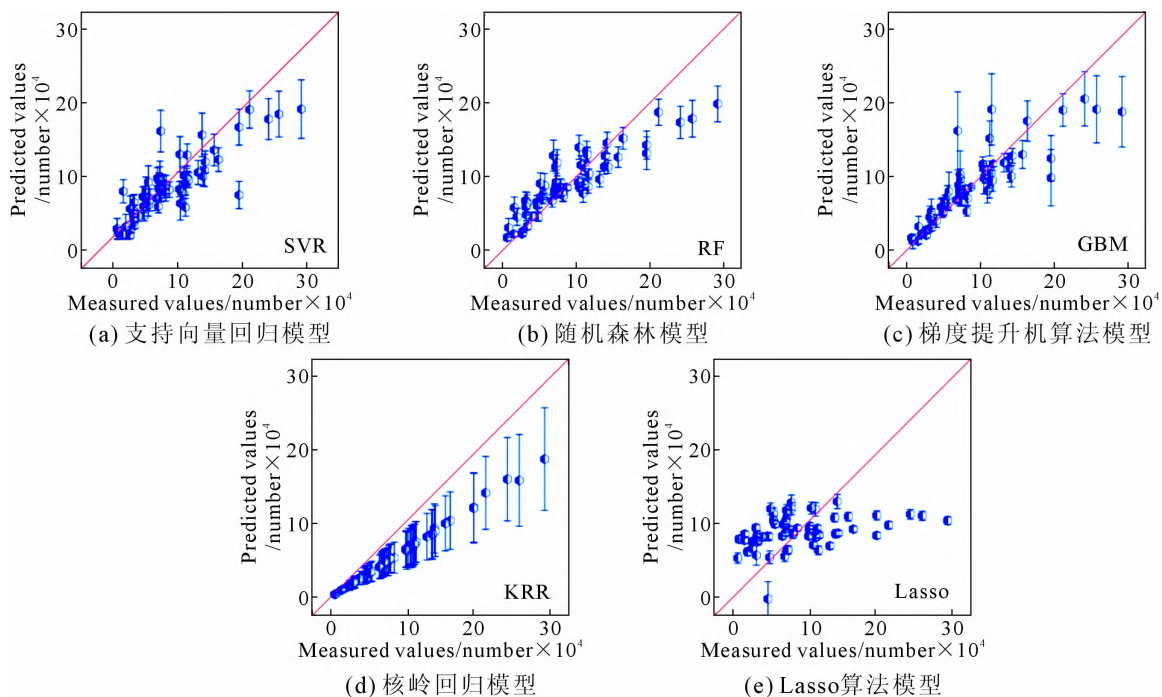 Predicted values
/number×10⁴
30
20
10
0
SVR
0 10 20 30
Measured values/number×10⁴
(a) 支持向量回归模型
Predicted values
/number×10⁴
30
20
10
0
RF
0 10 20 30
Measured values/number×10⁴
(b) 随机森林模型
Predicted values
/number×10⁴
30
20
10
0
GBM
0 10 20 30
Measured values/number×10⁴
(c) 梯度提升机算法模型
Predicted values
/number×10⁴
30
20
10
0
KRR
0 10 20 30
Measured values/number×10⁴
(d) 核岭回归模型
Predicted values
/number×10⁴
30
20
10
0
Lasso
0 10 20 30
Measured values/number×10⁴
(e) Lasso算法模型